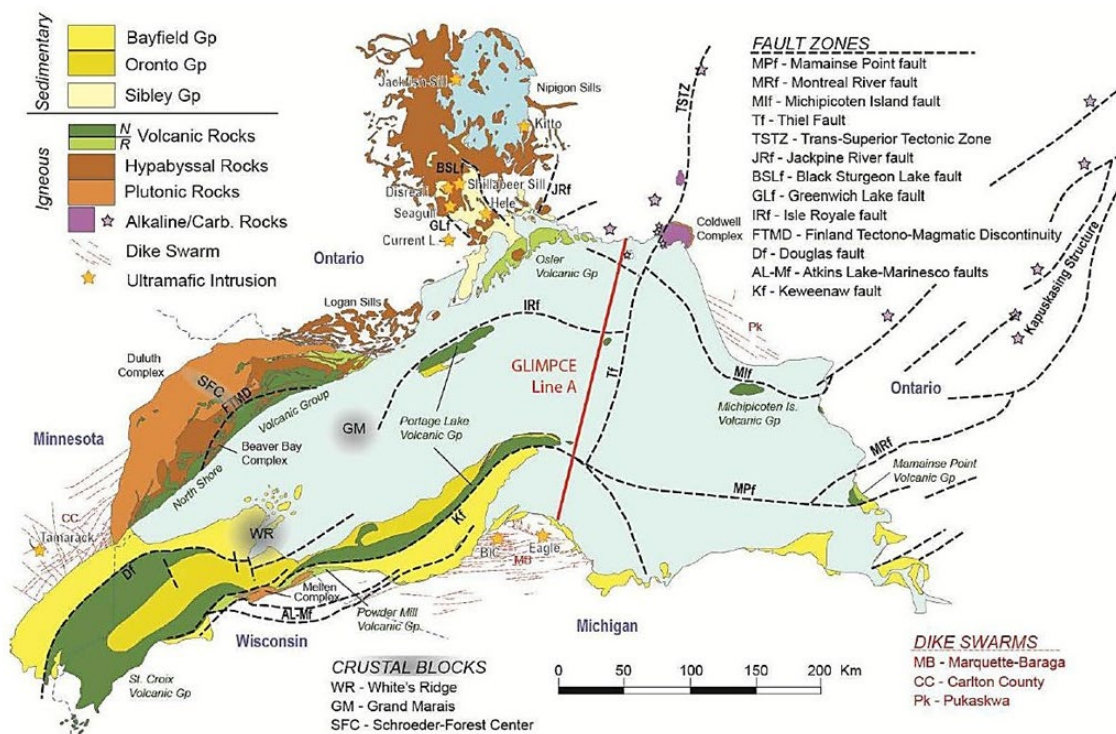 Sedimentary
Bayfield Gp
Oronto Gp
Sibley Gp
Igneous
N
R
Volcanic Rocks
Hypabyssal Rocks
Plutonic Rocks
Alkaline/Carb. Rocks
Dike Swarm
Ultramafic Intrusion
FAULT ZONES
MPf - Mamainse Point fault
MRf - Montreal River fault
MIf - Michipicoten Island fault
Tf - Thiel Fault
TSTZ - Trans-Superior Tectonic Zone
JRf - Jackpine River fault
BSLf - Black Sturgeon Lake fault
GLf - Greenwich Lake fault
IRf - Isle Royale fault
FTMD - Finland Tectono-Magmatic Discontinuity
Df - Douglas fault
AL-Mf - Atkins Lake-Marinesco faults
Kf - Keweenaw fault
Jackfish Sill
Nipigon Sills
Kitto
TSTZ
BSLf
Shillabeer Sill
JRf
Disreali
Hele
Seagull
GLf
Current L
Coldwell
Complex
Ontario
Osler
Volcanic Gp
Logan Sills
IRf
Pk
Kapuskasing Structure
Duluth
Complex
SFC
FTMD
Volcanic Group
GLIMPCE
Line A
Tf
MIf
Ontario
Michipicoten Is.
Volcanic Gp
Portage Lake
Volcanic Gp
GM
Minnesota
Beaver Bay
Complex
North Shore
MRf
Mamainse Point
Volcanic Gp
MPf
CC
Tamarack
WR
Kf
BIC
Eagle
MB
Df
Mellen
Complex
AL-Mf
Powder Mill
Volcanic Gp.
Wisconsin
Michigan
St. Croix
Volcanic Gp
CRUSTAL BLOCKS
WR - White's Ridge
GM - Grand Marais
SFC - Schroeder-Forest Center
0 50 100 150 200 Km
DIKE SWARMS
MB - Marquette-Baraga
CC - Carlton County
Pk - Pukaskwa